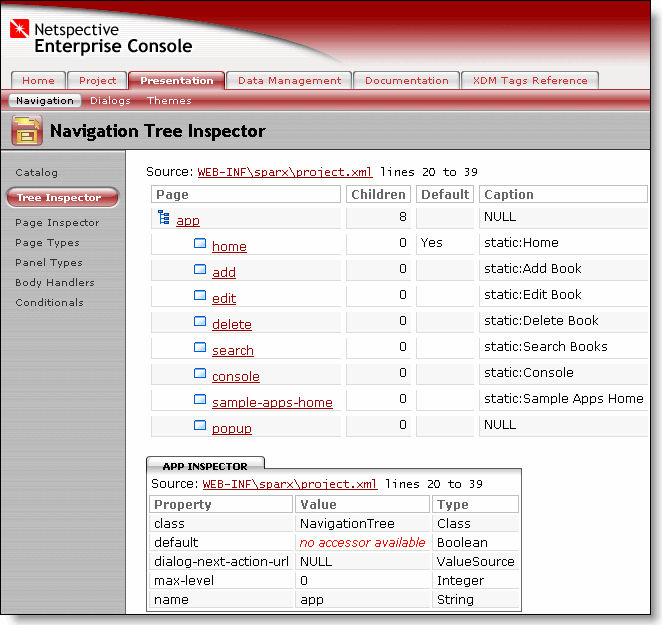 Netspective
Enterprise Console
Home Project Presentation Data Management Documentation XDM Tags Reference
Navigation Dialogs Themes
Navigation Tree Inspector
Catalog
Tree Inspector
Page Inspector
Page Types
Panel Types
Body Handlers
Conditionals
Source: WEB-INF\sparx\project.xml lines 20 to 39
Page Children Default Caption
app 8 NULL
home 0 Yes static:Home
add 0 static:Add Book
edit 0 static:Edit Book
delete 0 static:Delete Book
search 0 static:Search Books
console 0 static:Console
sample-apps-home 0 static:Sample Apps Home
popup 0 NULL
APP INSPECTOR
Source: WEB-INF\sparx\project.xml lines 20 to 39
Property Value Type
class NavigationTree Class
default no accessor available Boolean
dialog-next-action-url NULL ValueSource
max-level 0 Integer
name app String